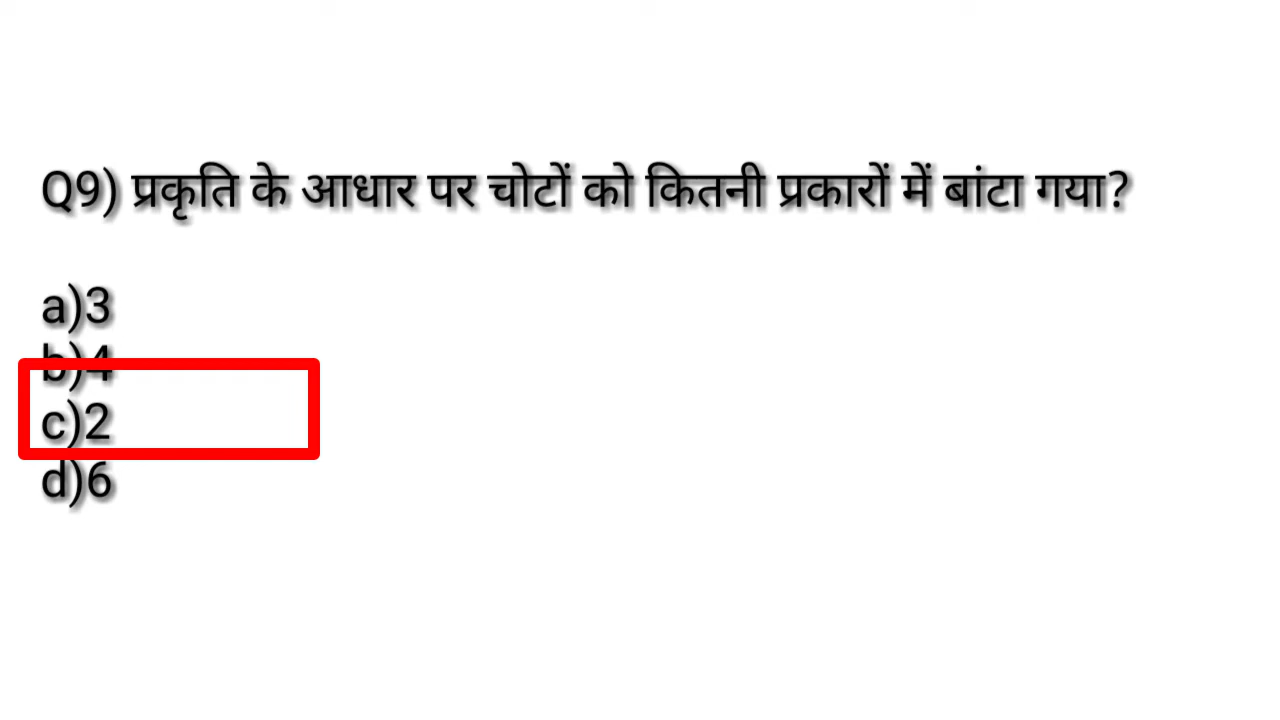 Q9) प्रकृति के आधार पर चोटों को कितनी प्रकारों में बांटा गया?
a)3
b)4
c)2
d)6